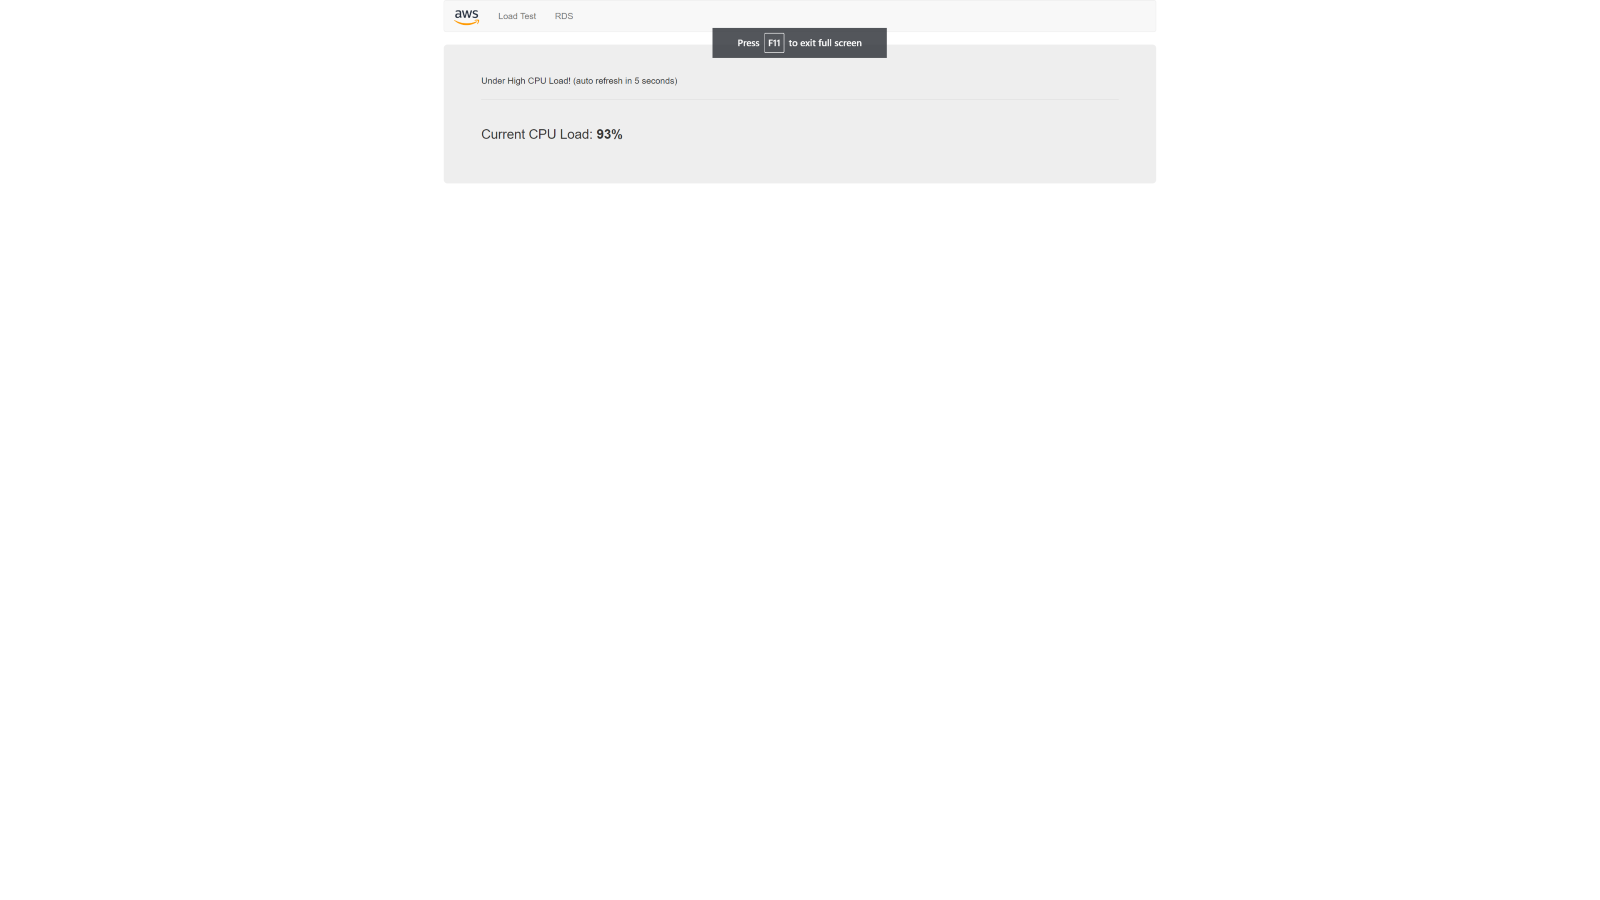 aws Load Test RDS
Press F11 to exit full screen
Under High CPU Load! (auto refresh in 5 seconds)
Current CPU Load: 93%